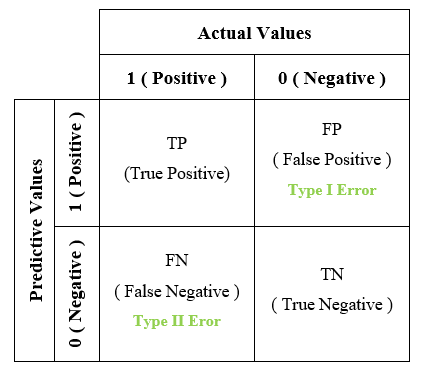 Actual Values
1 ( Positive )
0 ( Negative )
Predictive Values
1 ( Positive )
TP
(True Positive)
FP
( False Positive )
Type I Error
0 ( Negative )
FN
( False Negative )
Type II Eror
TN
( True Negative )